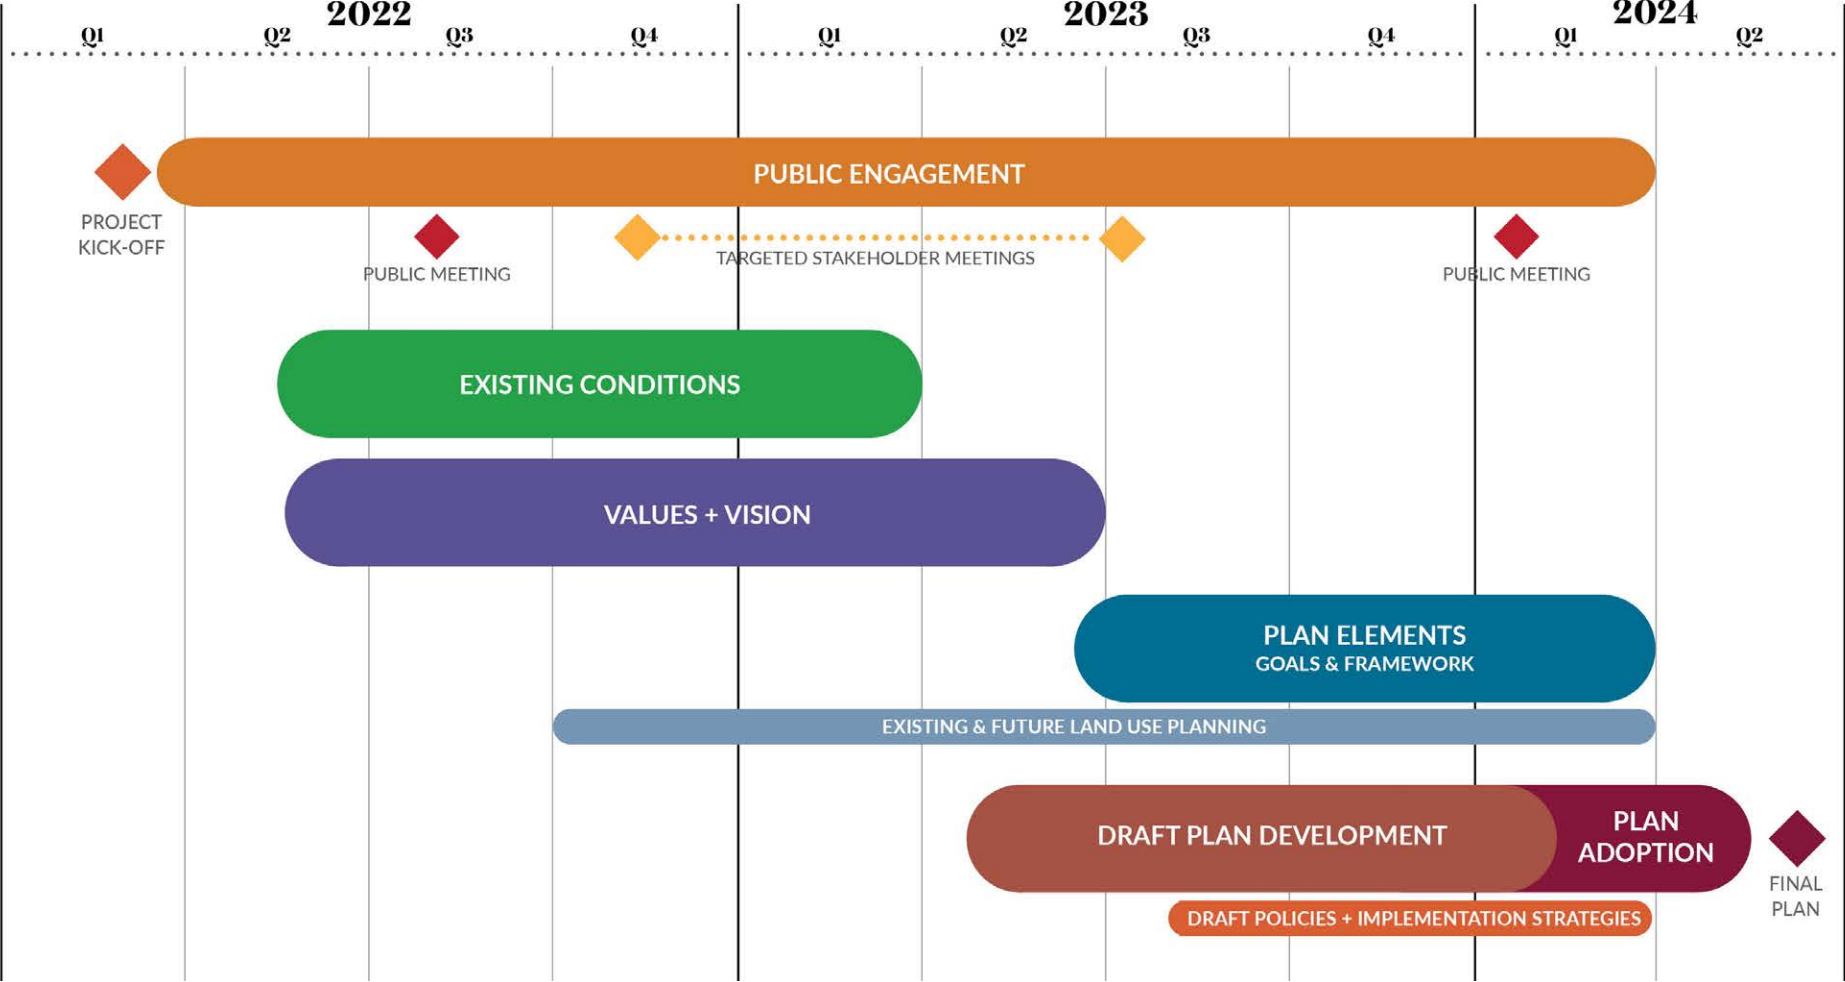 2022
2023
2024
Q1
Q2
Q3
Q4
Q1
Q2
Q3
Q4
Q1
Q2
PUBLIC ENGAGEMENT
PROJECT
KICK-OFF
PUBLIC MEETING
TARGETED STAKEHOLDER MEETINGS
PUBLIC MEETING
EXISTING CONDITIONS
VALUES + VISION
PLAN ELEMENTS
GOALS & FRAMEWORK
EXISTING & FUTURE LAND USE PLANNING
DRAFT PLAN DEVELOPMENT
PLAN
ADOPTION
FINAL
PLAN
DRAFT POLICIES + IMPLEMENTATION STRATEGIES